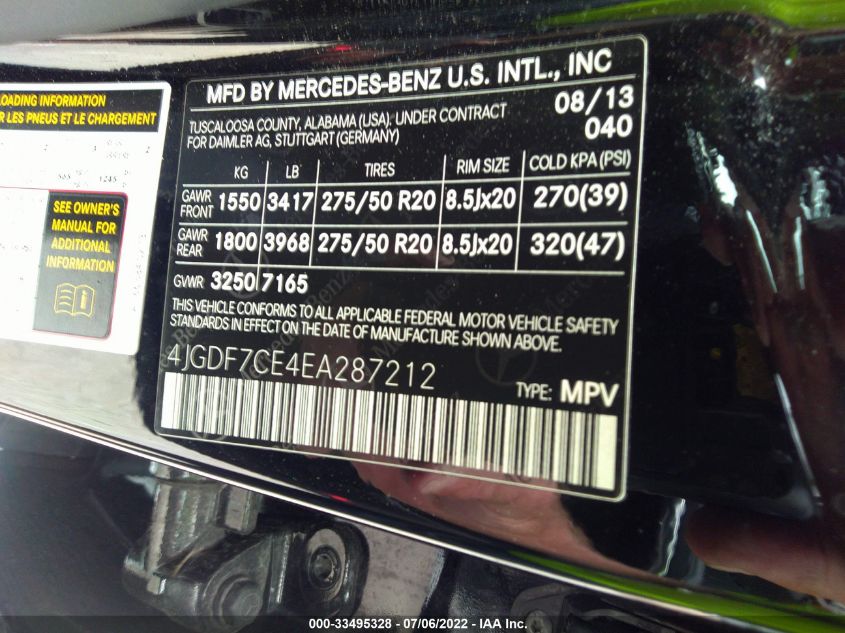 LOADING INFORMATION
R LES PNEUS ET LE CHARGEMENT
1245
SEE OWNER'S
MANUAL FOR
ADDITIONAL
INFORMATION
MFD BY MERCEDES-BENZ U.S. INTL., INC
TUSCALOOSA COUNTY, ALABAMA (USA), UNDER CONTRACT
FOR DAIMLER AG, STUTTGART (GERMANY)
08/13
040
KG LB TIRES RIM SIZE COLD KPA (PSI)
GAWR FRONT 1550 3417 275/50 R20 8.5Jx20 270(39)
GAWR REAR 1800 3968 275/50 R20 8.5Jx20 320(47)
GVWR 3250 7165
THIS VEHICLE CONFORMS TO ALL APPLICABLE FEDERAL MOTOR VEHICLE SAFETY
STANDARDS IN EFFECT ON THE DATE OF MANUFACTURE SHOWN ABOVE.
4JGDF7CE4EA287212
TYPE: MPV
000-33495328 - 07/06/2022 - IAA Inc.